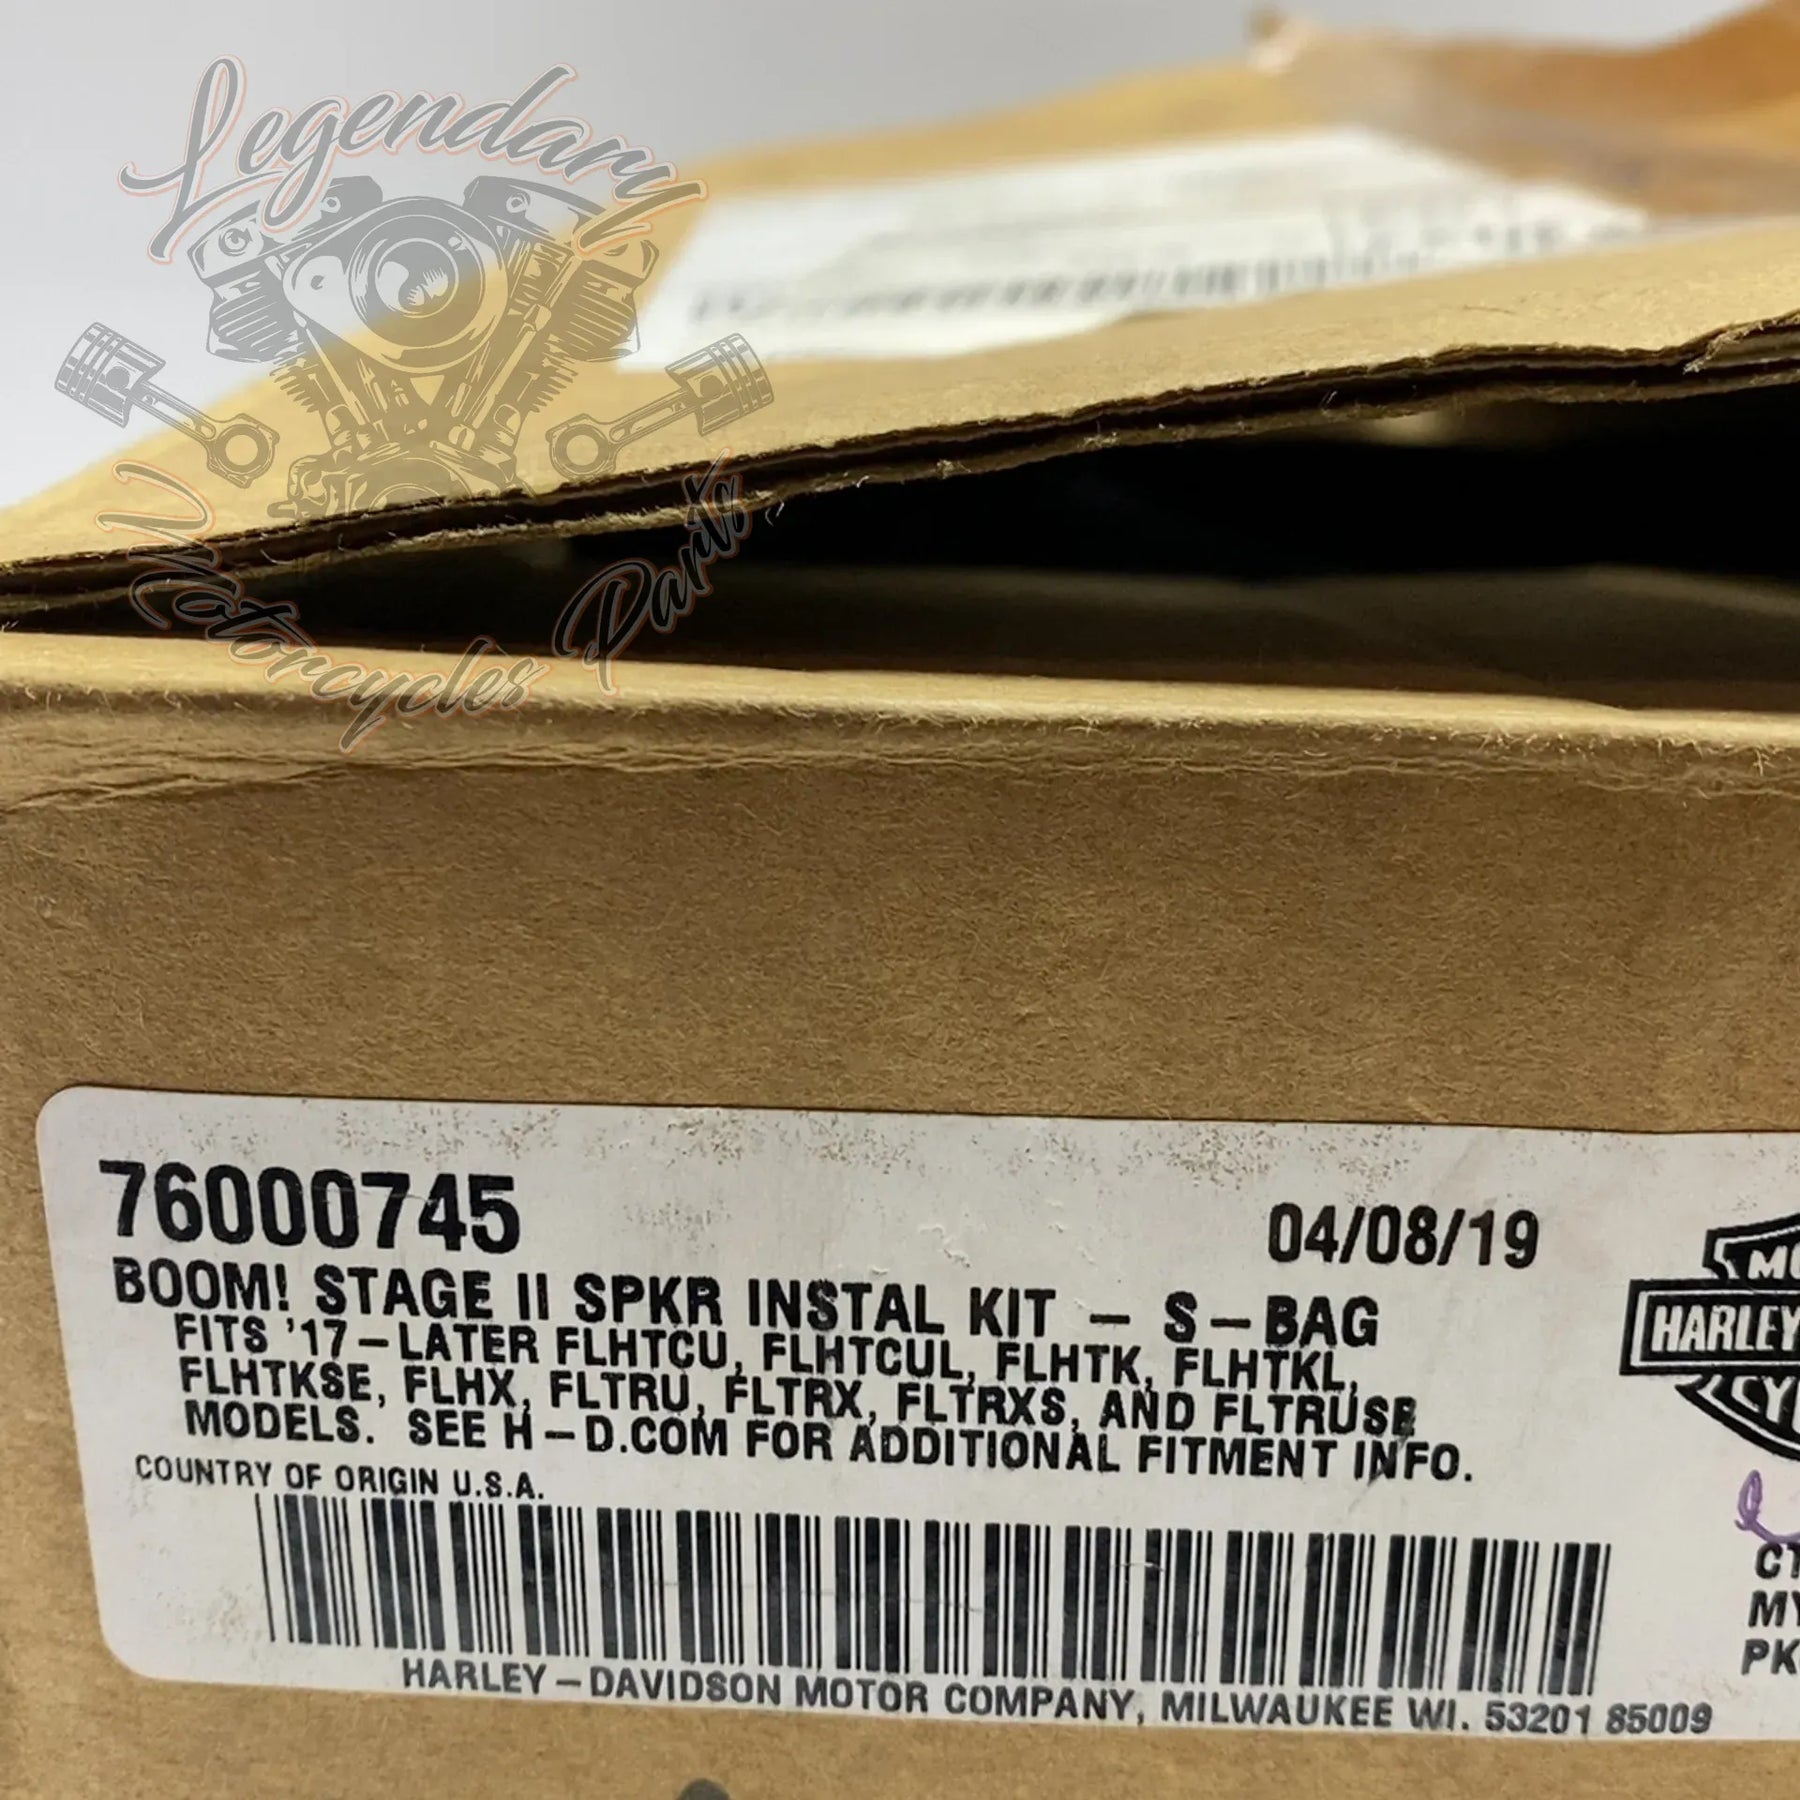 Legendary
Motorcycles Parts
76000745
04/08/19
BOOM! STAGE II SPKR INSTAL KIT - S-BAG
FITS '17-LATER FLHTCU, FLHTCUL, FLHTK, FLHTKL,
FLHTKSE, FLHX, FLTRU, FLTRX, FLTRXS, AND FLTRUSE
MODELS. SEE H-D.COM FOR ADDITIONAL FITMENT INFO.
COUNTRY OF ORIGIN U.S.A.
HARLEY-DAVIDSON MOTOR COMPANY, MILWAUKEE WI. 53201 85009
HARLEY